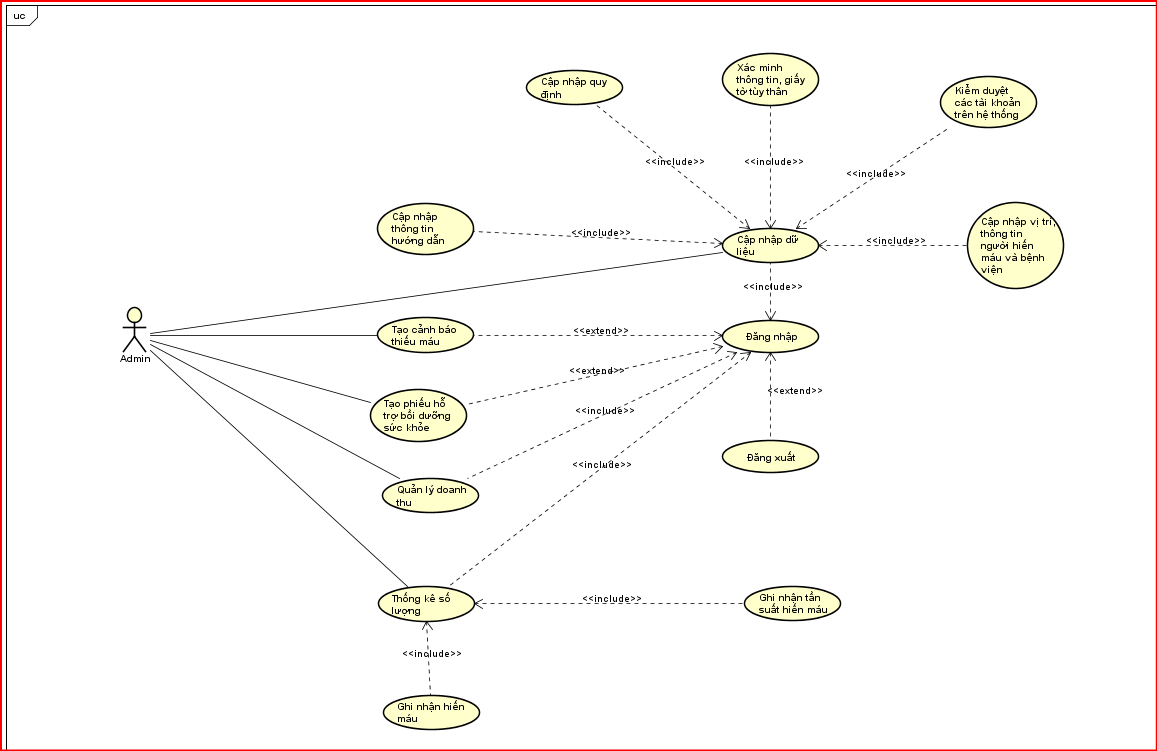 uc
Cập nhập quy
định
Xác minh
thông tin, giấy
tờ tùy thân
Kiểm duyệt
các tài khoản
trên hệ thống
<<include>>
<<include>>
<<include>>
Cập nhập
thông tin
hướng dẫn
<<include>>
Cập nhập dữ
liệu
<<include>>
Cập nhập vị trí,
thông tin
người hiến
máu và bệnh
viện
<<include>>
Admin
Tạo cảnh báo
thiếu máu
<<extend>>
Đăng nhập
<<extend>>
Tạo phiếu hỗ
trợ bồi dưỡng
sức khỏe
<<include>>
<<extend>>
Đăng xuất
<<include>>
Quản lý doanh
thu
Thống kê số
lượng
<<include>>
Ghi nhận tần
suất hiến máu
<<include>>
Ghi nhận hiến
máu